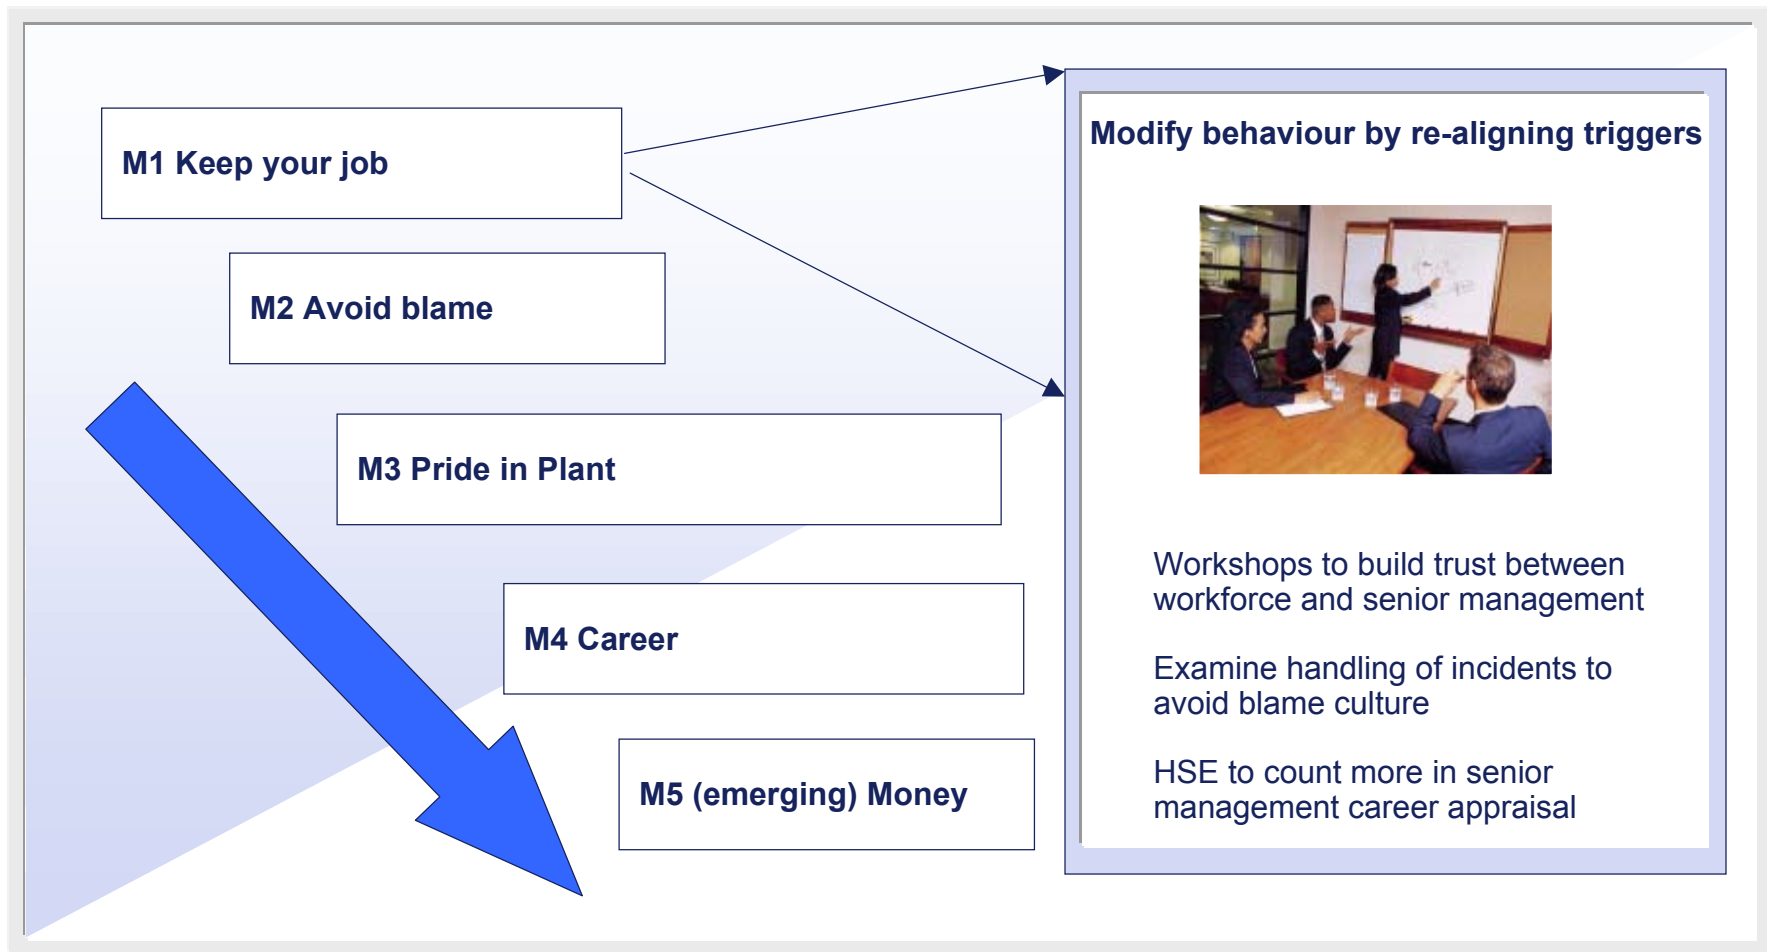 M1 Keep your job
M2 Avoid blame
M3 Pride in Plant
M4 Career
M5 (emerging) Money
Modify behaviour by re-aligning triggers
Workshops to build trust between
workforce and senior management
Examine handling of incidents to
avoid blame culture
HSE to count more in senior
management career appraisal